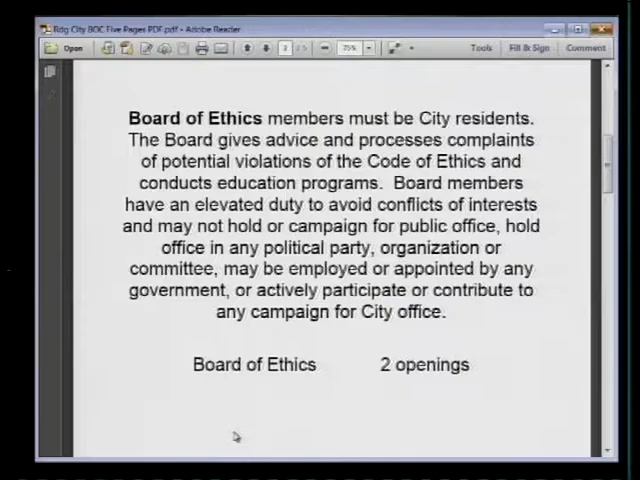 Rdg City BOC Five Pages PDF.pdf - Adobe Reader
Open 2 / 5 75% Tools Fill & Sign Comment
Board of Ethics members must be City residents.
The Board gives advice and processes complaints
of potential violations of the Code of Ethics and
conducts education programs. Board members
have an elevated duty to avoid conflicts of interests
and may not hold or campaign for public office, hold
office in any political party, organization or
committee, may be employed or appointed by any
government, or actively participate or contribute to
any campaign for City office.
Board of Ethics 2 openings